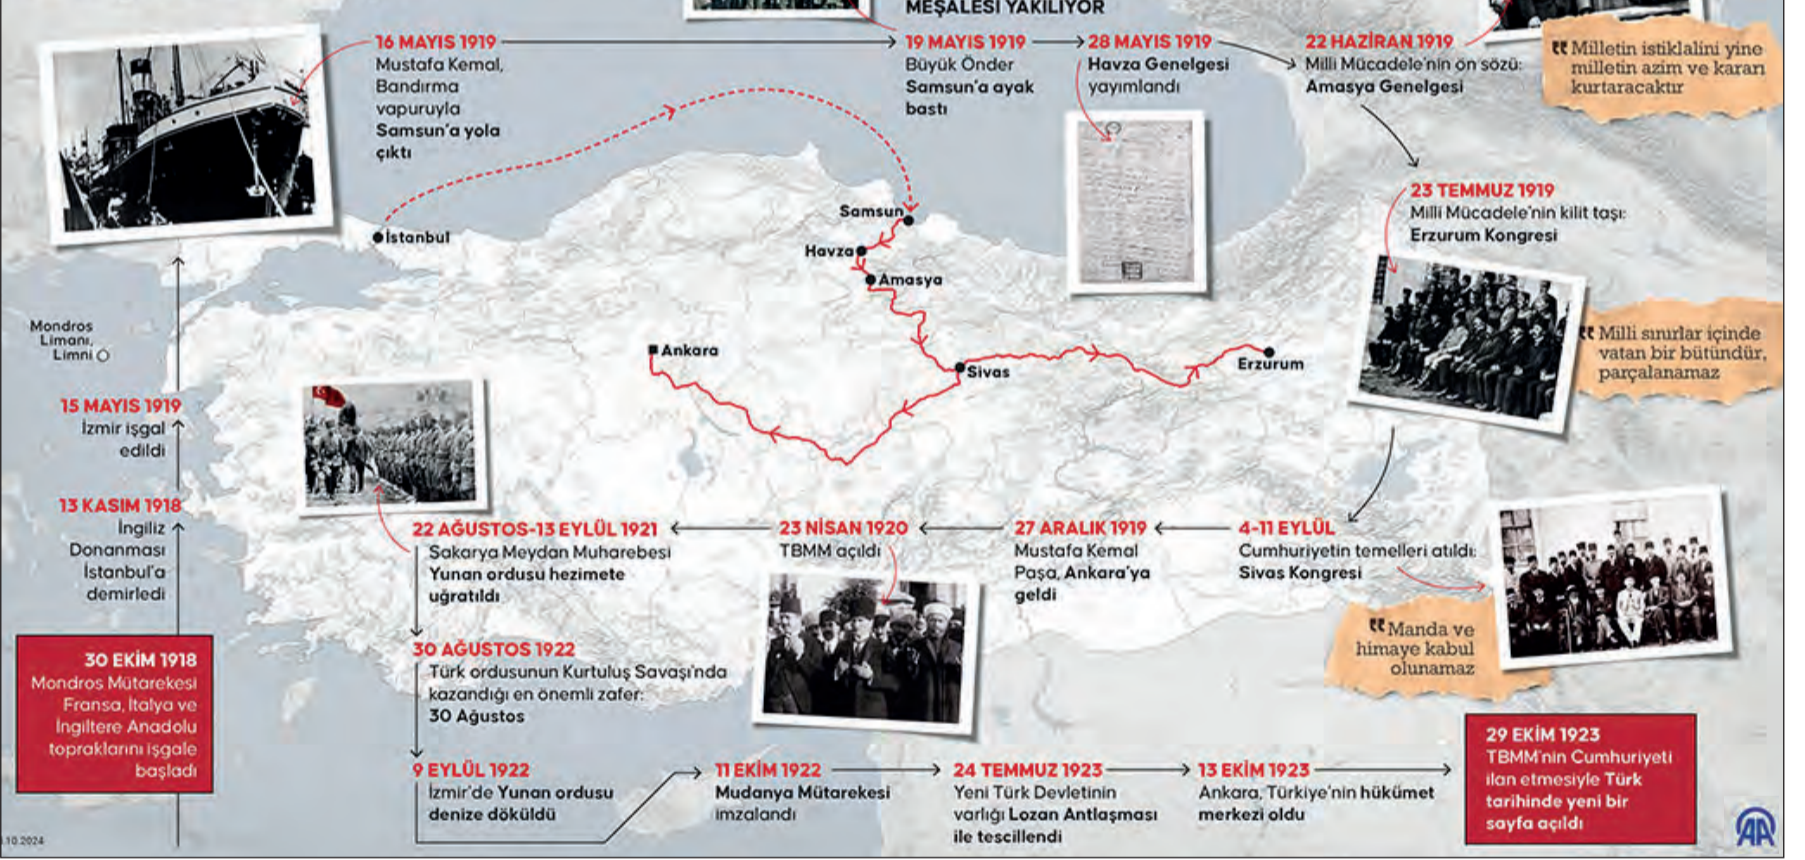 MEŞALESİ YAKILIYOR
16 MAYIS 1919
Mustafa Kemal,
Bandırma
vapuruyla
Samsun'a yola
çıktı
19 MAYIS 1919
Büyük Önder
Samsun'a ayak
bastı
28 MAYIS 1919
Havza Genelgesi
yayımlandı
22 HAZİRAN 1919
Milli Mücadele'nin ön sözü:
Amasya Genelgesi
Milletin istiklalini yine
milletin azim ve kararı
kurtaracaktır
23 TEMMUZ 1919
Milli Mücadele'nin kilit taşı:
Erzurum Kongresi
Milli sınırlar içinde
vatan bir bütündür,
parçalanamaz
Samsun
İstanbul
Havza
Amasya
Ankara
Sivas
Erzurum
Mondros
Limanı,
Limni
15 MAYIS 1919
İzmir işgal
edildi
13 KASIM 1918
İngiliz
Donanması
İstanbul'a
demirledi
30 EKİM 1918
Mondros Mütarekesi
Fransa, İtalya ve
İngiltere Anadolu
topraklarını işgale
başladı
4-11 EYLÜL
Cumhuriyetin temelleri atıldı:
Sivas Kongresi
Manda ve
himaye kabul
olunamaz
27 ARALIK 1919
Mustafa Kemal
Paşa, Ankara'ya
geldi
23 NİSAN 1920
TBMM açıldı
22 AĞUSTOS-13 EYLÜL 1921
Sakarya Meydan Muharebesi
Yunan ordusu hezimete
uğratıldı
30 AĞUSTOS 1922
Türk ordusunun Kurtuluş Savaşı'nda
kazandığı en önemli zafer:
30 Ağustos
9 EYLÜL 1922
İzmir'de Yunan ordusu
denize döküldü
11 EKİM 1922
Mudanya Mütarekesi
imzalandı
24 TEMMUZ 1923
Yeni Türk Devletinin
varlığı Lozan Antlaşması
ile tescillendi
13 EKİM 1923
Ankara, Türkiye'nin hükümet
merkezi oldu
29 EKİM 1923
TBMM'nin Cumhuriyeti
ilan etmesiyle Türk
tarihinde yeni bir
sayfa açıldı
.10.2024
AA